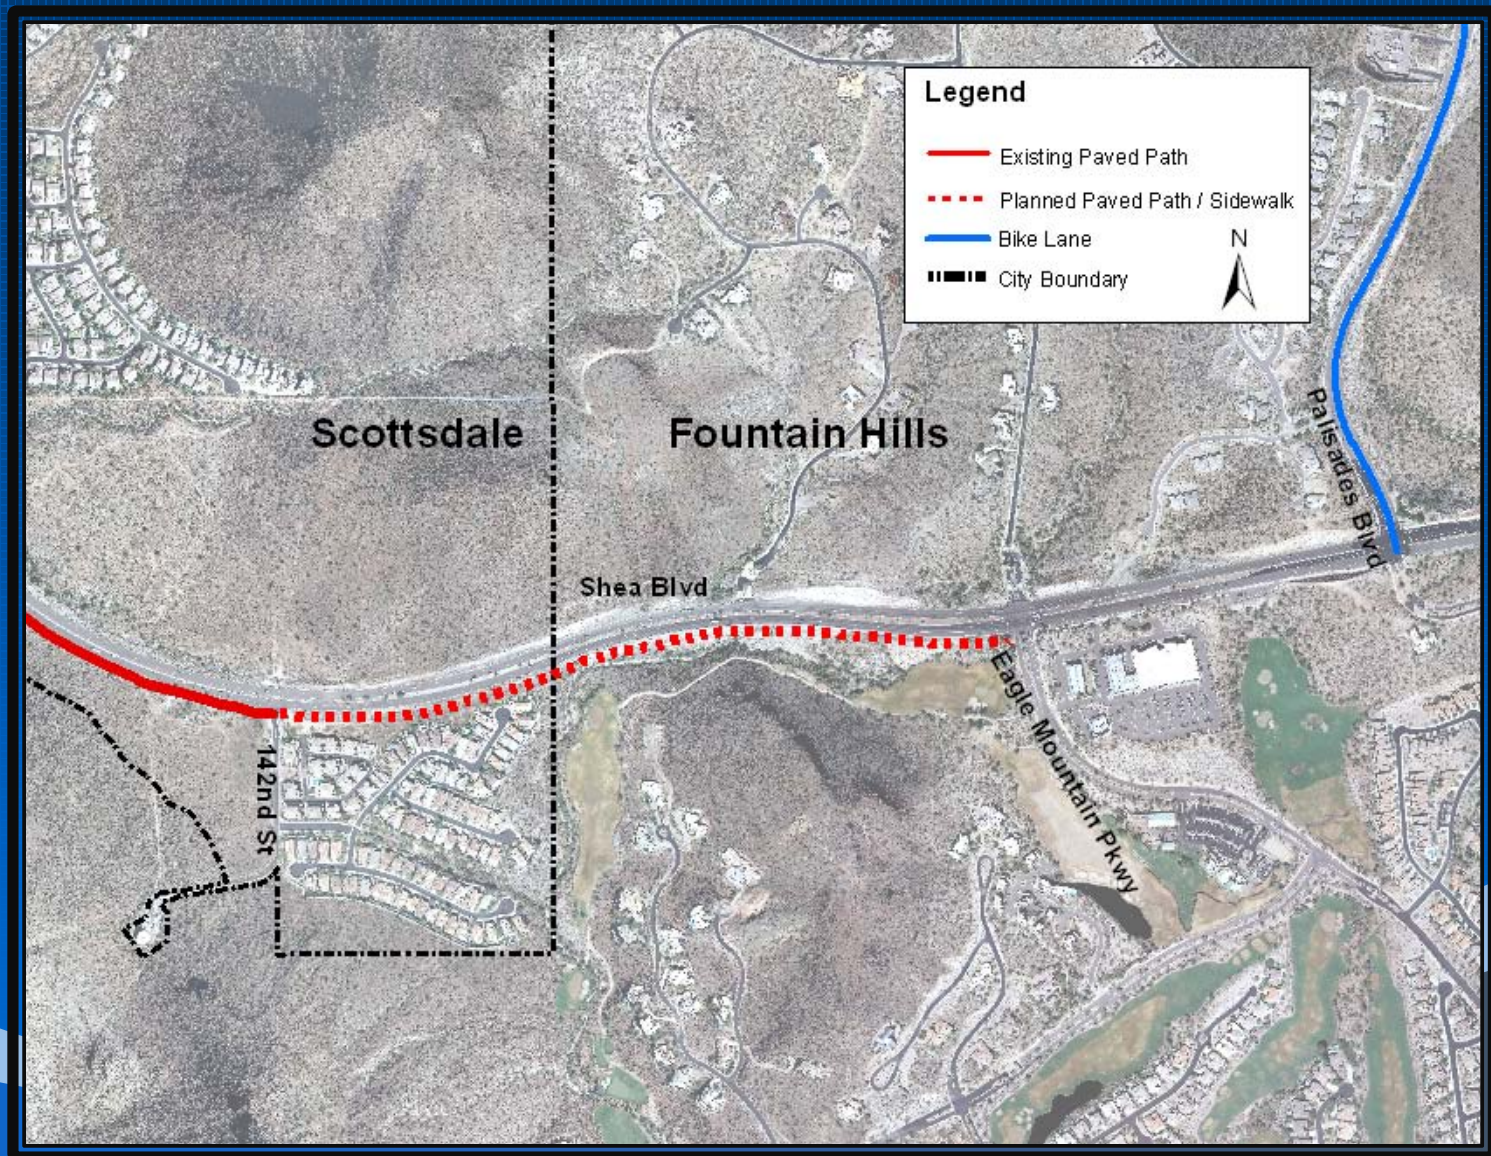 Legend
Existing Paved Path
Planned Paved Path / Sidewalk
Bike Lane
N
City Boundary
Scottsdale
Fountain Hills
Palisades Blvd
Shea Blvd
Eagle Mountain Pkwy
142nd St